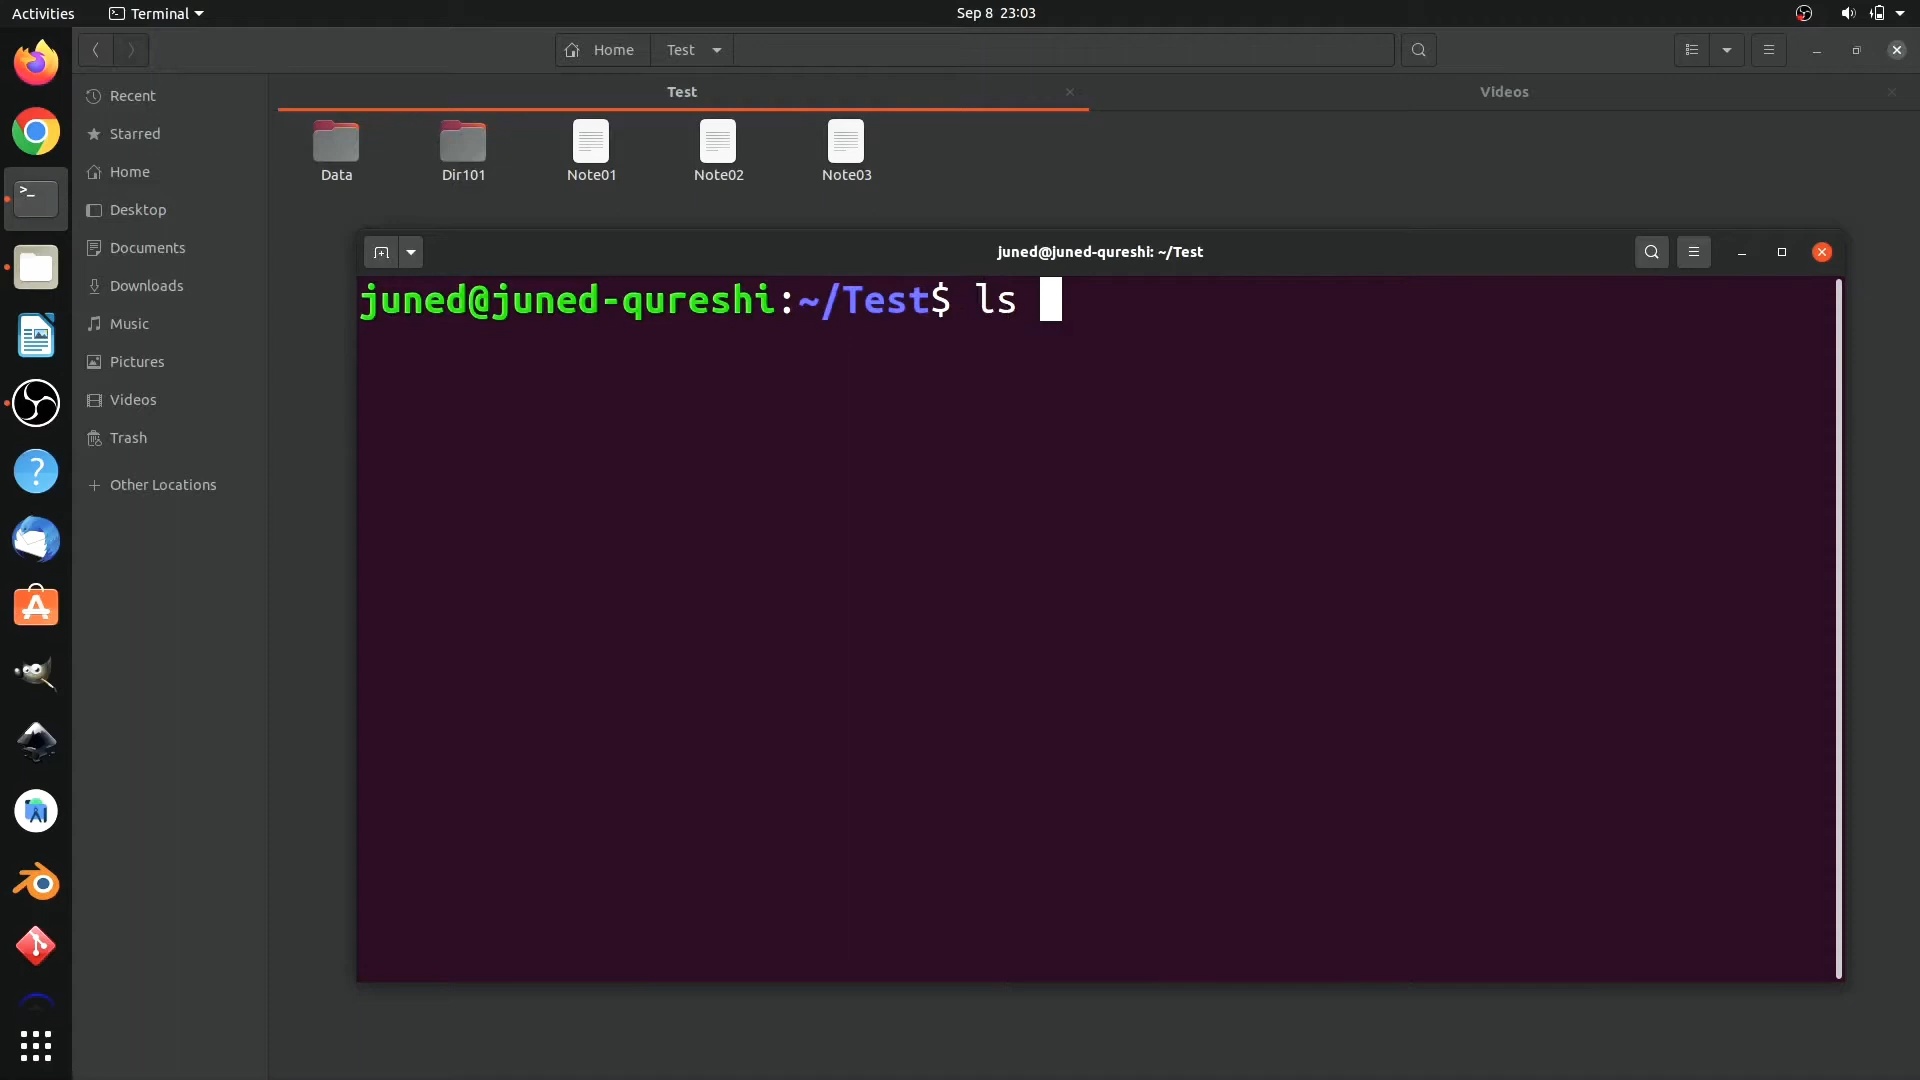 Activities
Terminal
Sep 8 23:03
Home
Test
Test
Videos
Recent
Starred
Home
Desktop
Documents
Downloads
Music
Pictures
Videos
Trash
Other Locations
Data
Dir101
Note01
Note02
Note03
juned@juned-qureshi: ~/Test
juned@juned-qureshi:~/Test$ ls